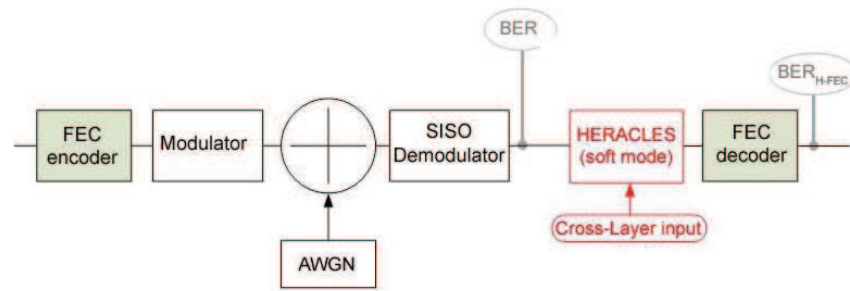 BER
BER H-FEC
FEC
encoder
Modulator
SISO
Demodulator
HERACLES
(soft mode)
FEC
decoder
Cross-Layer input
AWGN